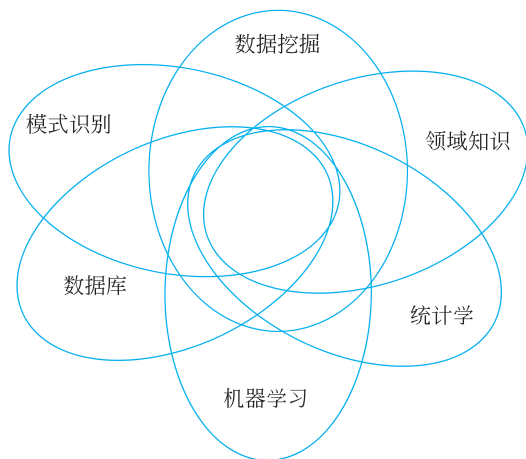 数据挖掘
模式识别
领域知识
数据库
统计学
机器学习